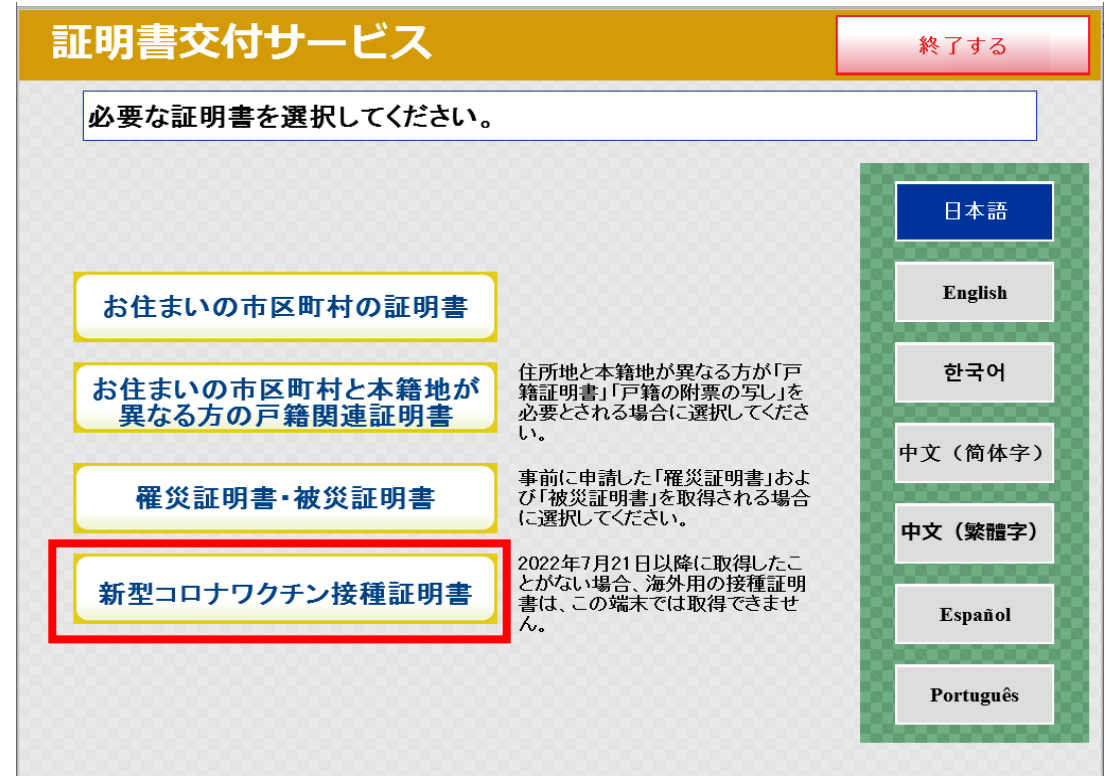 証明書交付サービス
終了する
必要な証明書を選択してください。
お住まいの市区町村の証明書
お住まいの市区町村と本籍地が
異なる方の戸籍関連証明書
住所地と本籍地が異なる方が「戸
籍証明書」「戸籍の附票の写し」を
必要とされる場合に選択してくださ
い。
罹災証明書・被災証明書
事前に申請した「罹災証明書」およ
び「被災証明書」を取得される場合
に選択してください。
新型コロナワクチン接種証明書
2022年7月21日以降に取得したこ
とがない場合、海外用の接種証明
書は、この端末では取得できませ
ん。
日本語
English
한국어
中文（简体字）
中文（繁體字）
Español
Português